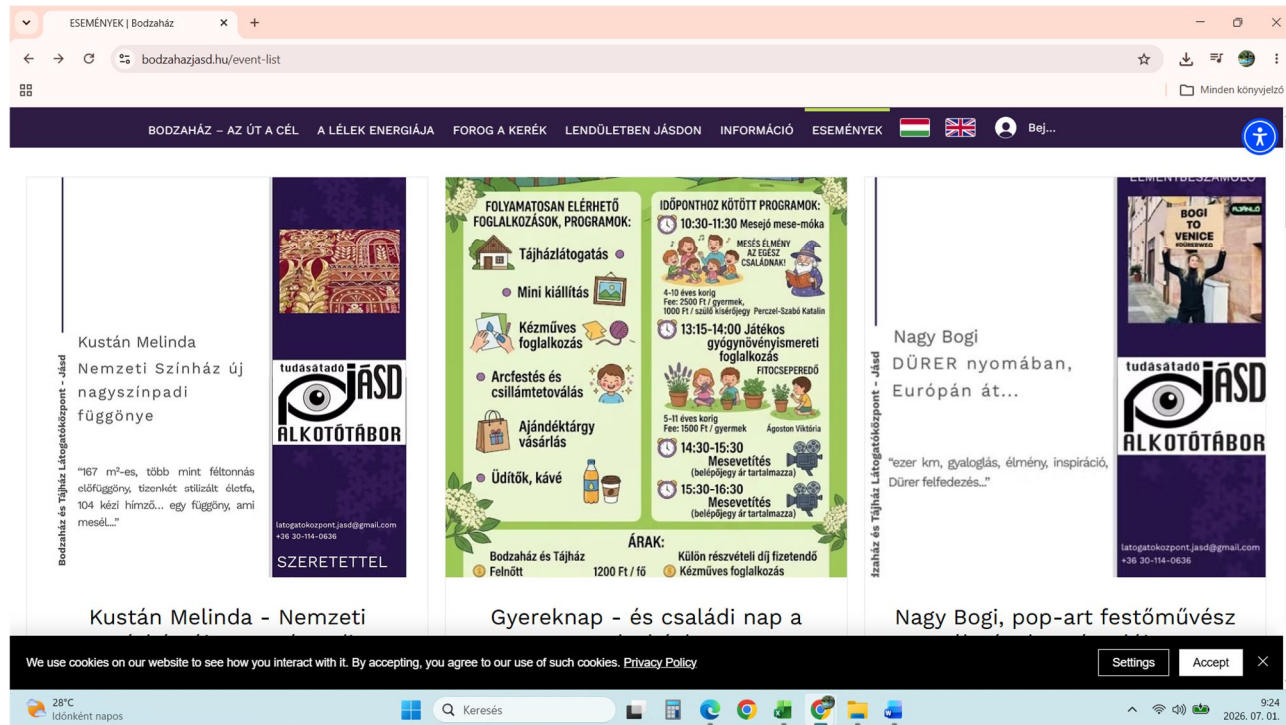 ESEMÉNYEK | Bodzaház
bodzahazjasd.hu/event-list
Minden könyvjelző
BODZAHÁZ – AZ ÚT A CÉL A LÉLEK ENERGIÁJA FOROG A KERÉK LENDÜLETBEN JÁSDON INFORMÁCIÓ ESEMÉNYEK Bej...
Bodzaház és Tájház Látogatóközpont - Jásd
Kustán Melinda
Nemzeti Színház új
nagyszínpadi
függönye
"167 m²-es, több mint féltonnás
előfüggöny, tizenkét stilizált életfa,
104 kézi hímző... egy függöny, ami
mesél..."
tudásátadó
JÁSD
ALKOTÓTÁBOR
latogatokozpont.jasd@gmail.com
+36 30-114-0636
SZERETETTEL
Kustán Melinda - Nemzeti
FOLYAMATOSAN ELÉRHETŐ
FOGLALKOZÁSOK, PROGRAMOK:
Tájházlátogatás
Mini kiállítás
Kézműves
foglalkozás
Arcfestés és
csillámtetoválás
Ajándéktárgy
vásárlás
Üdítők, kávé
IDŐPONTHOZ KÖTÖTT PROGRAMOK:
10:30-11:30 Mesejó mese-móka
MESÉS ÉLMÉNY
AZ EGÉSZ
CSALÁDNAK!
4-10 éves korig
Fee: 2500 Ft / gyermek,
1000 Ft / szülő kísérőjegy Perczel-Szabó Katalin
13:15-14:00 Játékos
gyógynövényismereti
foglalkozás
FITOCSEPEREDŐ
5-11 éves korig
Fee: 1500 Ft / gyermek Ágoston Viktória
14:30-15:30
Mesevetítés
(belépőjegy ár tartalmazza)
15:30-16:30
Mesevetítés
(belépőjegy ár tartalmazza)
ÁRAK:
Bodzaház és Tájház Külön részvételi díj fizetendő
Felnőtt 1200 Ft / fő Kézműves foglalkozás
Gyereknap - és családi nap a
ÉLMÉNYBESZÁMOLÓ
AJÁNLÓ
BOGI
TO
VENICE
#DÜRERWEG
Nagy Bogi
DÜRER nyomában,
Európán át...
"ezer km, gyaloglás, élmény, inspiráció,
Dürer felfedezés..."
dzaház és Tájház Látogatóközpont - Jásd
tudásátadó
JÁSD
ALKOTÓTÁBOR
latogatokozpont.jasd@gmail.com
+36 30-114-0636
Nagy Bogi, pop-art festőművész
We use cookies on our website to see how you interact with it. By accepting, you agree to our use of such cookies. Privacy Policy
Settings
Accept
28°C
Időnként napos
Keresés
9:24
2026. 07. 01.